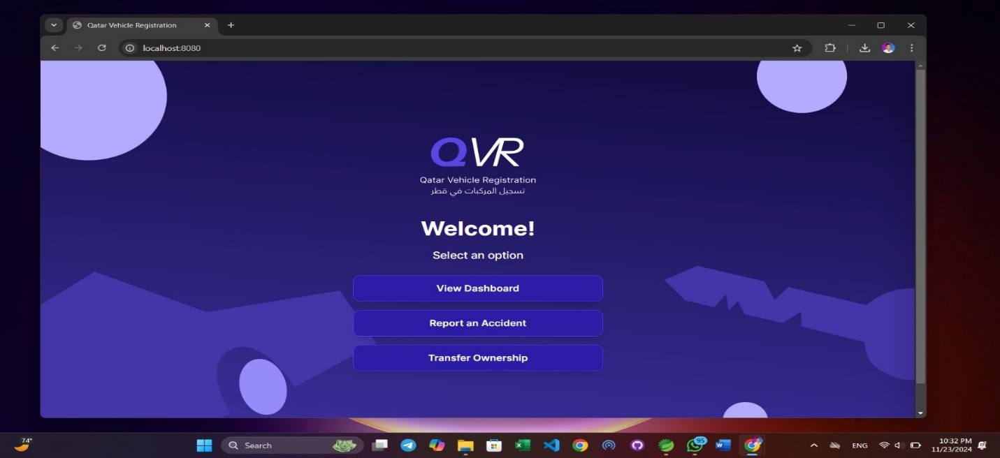 Qatar Vehicle Registration
localhost:8080
QVR
Qatar Vehicle Registration
تسجيل المركبات في قطر
Welcome!
Select an option
View Dashboard
Report an Accident
Transfer Ownership
74°
Search
95
ENG
10:32 PM
11/23/2024